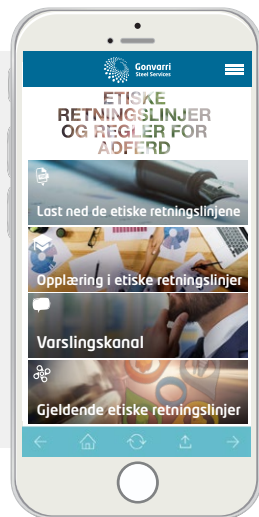 Gonvarri
Steel Services
ETISKE
RETNINGSLINJER
OG REGLER FOR
ADFERD
Last ned de etiske retningslinjene
Opplæring i etiske retningslinjer
Varslingskanal
Gjeldende etiske retningslinjer